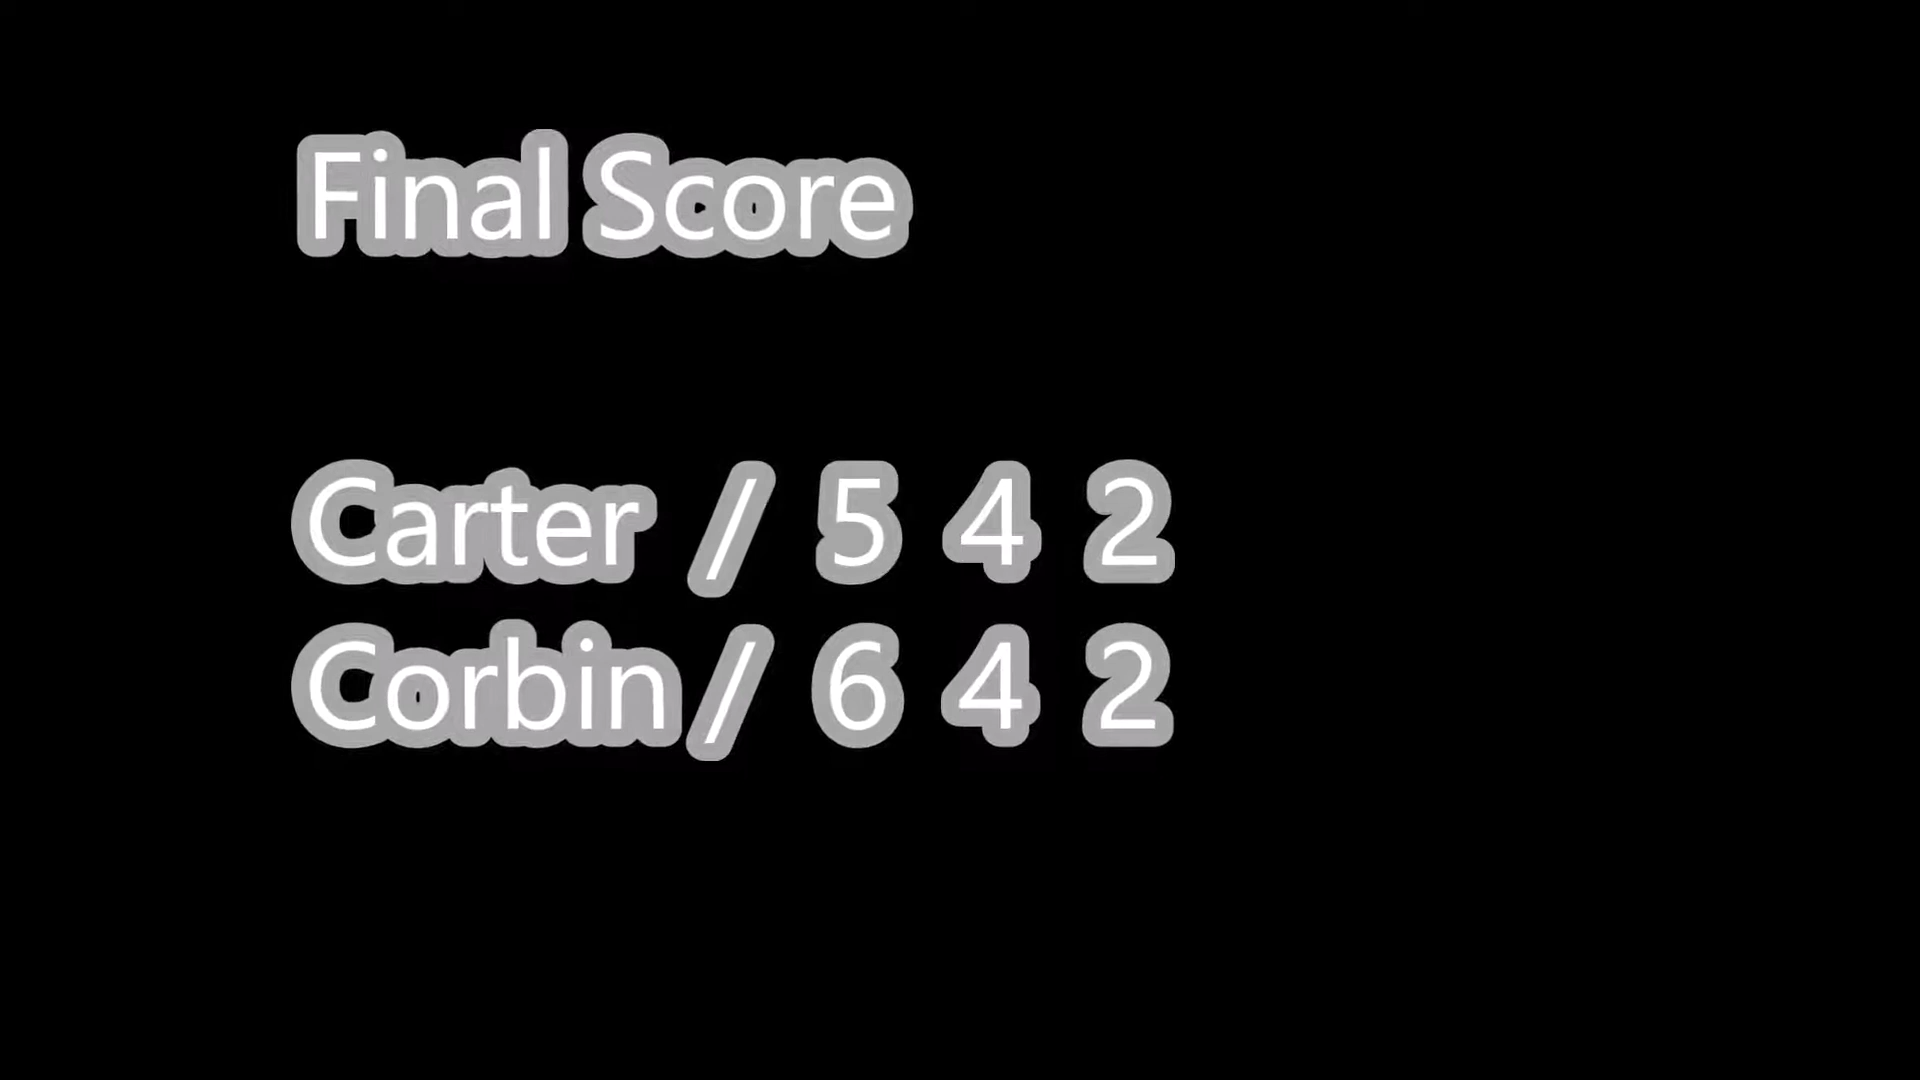 Final Score
Carter / 5 4 2
Corbin / 6 4 2